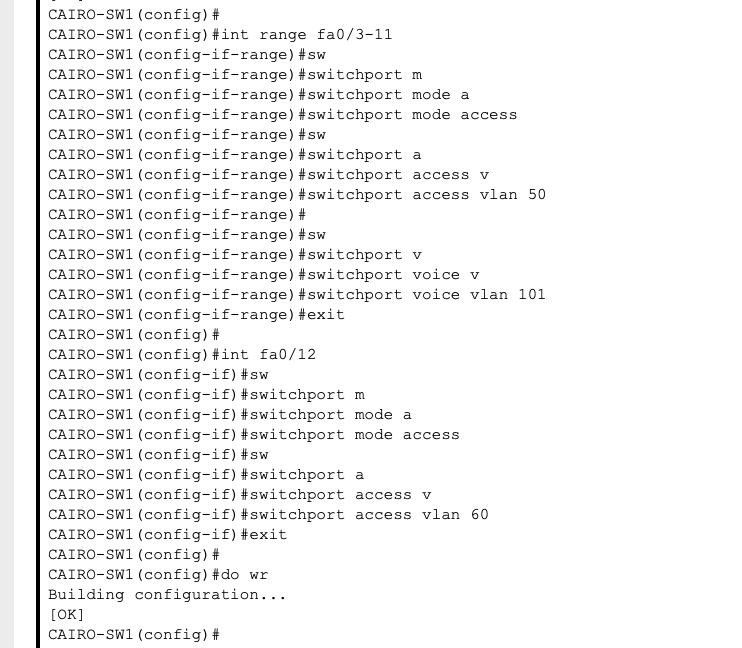 CAIRO-SW1(config)#
CAIRO-SW1(config)#int range fa0/3-11
CAIRO-SW1(config-if-range)#sw
CAIRO-SW1(config-if-range)#switchport m
CAIRO-SW1(config-if-range)#switchport mode a
CAIRO-SW1(config-if-range)#switchport mode access
CAIRO-SW1(config-if-range)#sw
CAIRO-SW1(config-if-range)#switchport a
CAIRO-SW1(config-if-range)#switchport access v
CAIRO-SW1(config-if-range)#switchport access vlan 50
CAIRO-SW1(config-if-range)#
CAIRO-SW1(config-if-range)#sw
CAIRO-SW1(config-if-range)#switchport v
CAIRO-SW1(config-if-range)#switchport voice v
CAIRO-SW1(config-if-range)#switchport voice vlan 101
CAIRO-SW1(config-if-range)#exit
CAIRO-SW1(config)#
CAIRO-SW1(config)#int fa0/12
CAIRO-SW1(config-if)#sw
CAIRO-SW1(config-if)#switchport m
CAIRO-SW1(config-if)#switchport mode a
CAIRO-SW1(config-if)#switchport mode access
CAIRO-SW1(config-if)#sw
CAIRO-SW1(config-if)#switchport a
CAIRO-SW1(config-if)#switchport access v
CAIRO-SW1(config-if)#switchport access vlan 60
CAIRO-SW1(config-if)#exit
CAIRO-SW1(config)#
CAIRO-SW1(config)#do wr
Building configuration...
[OK]
CAIRO-SW1(config)#